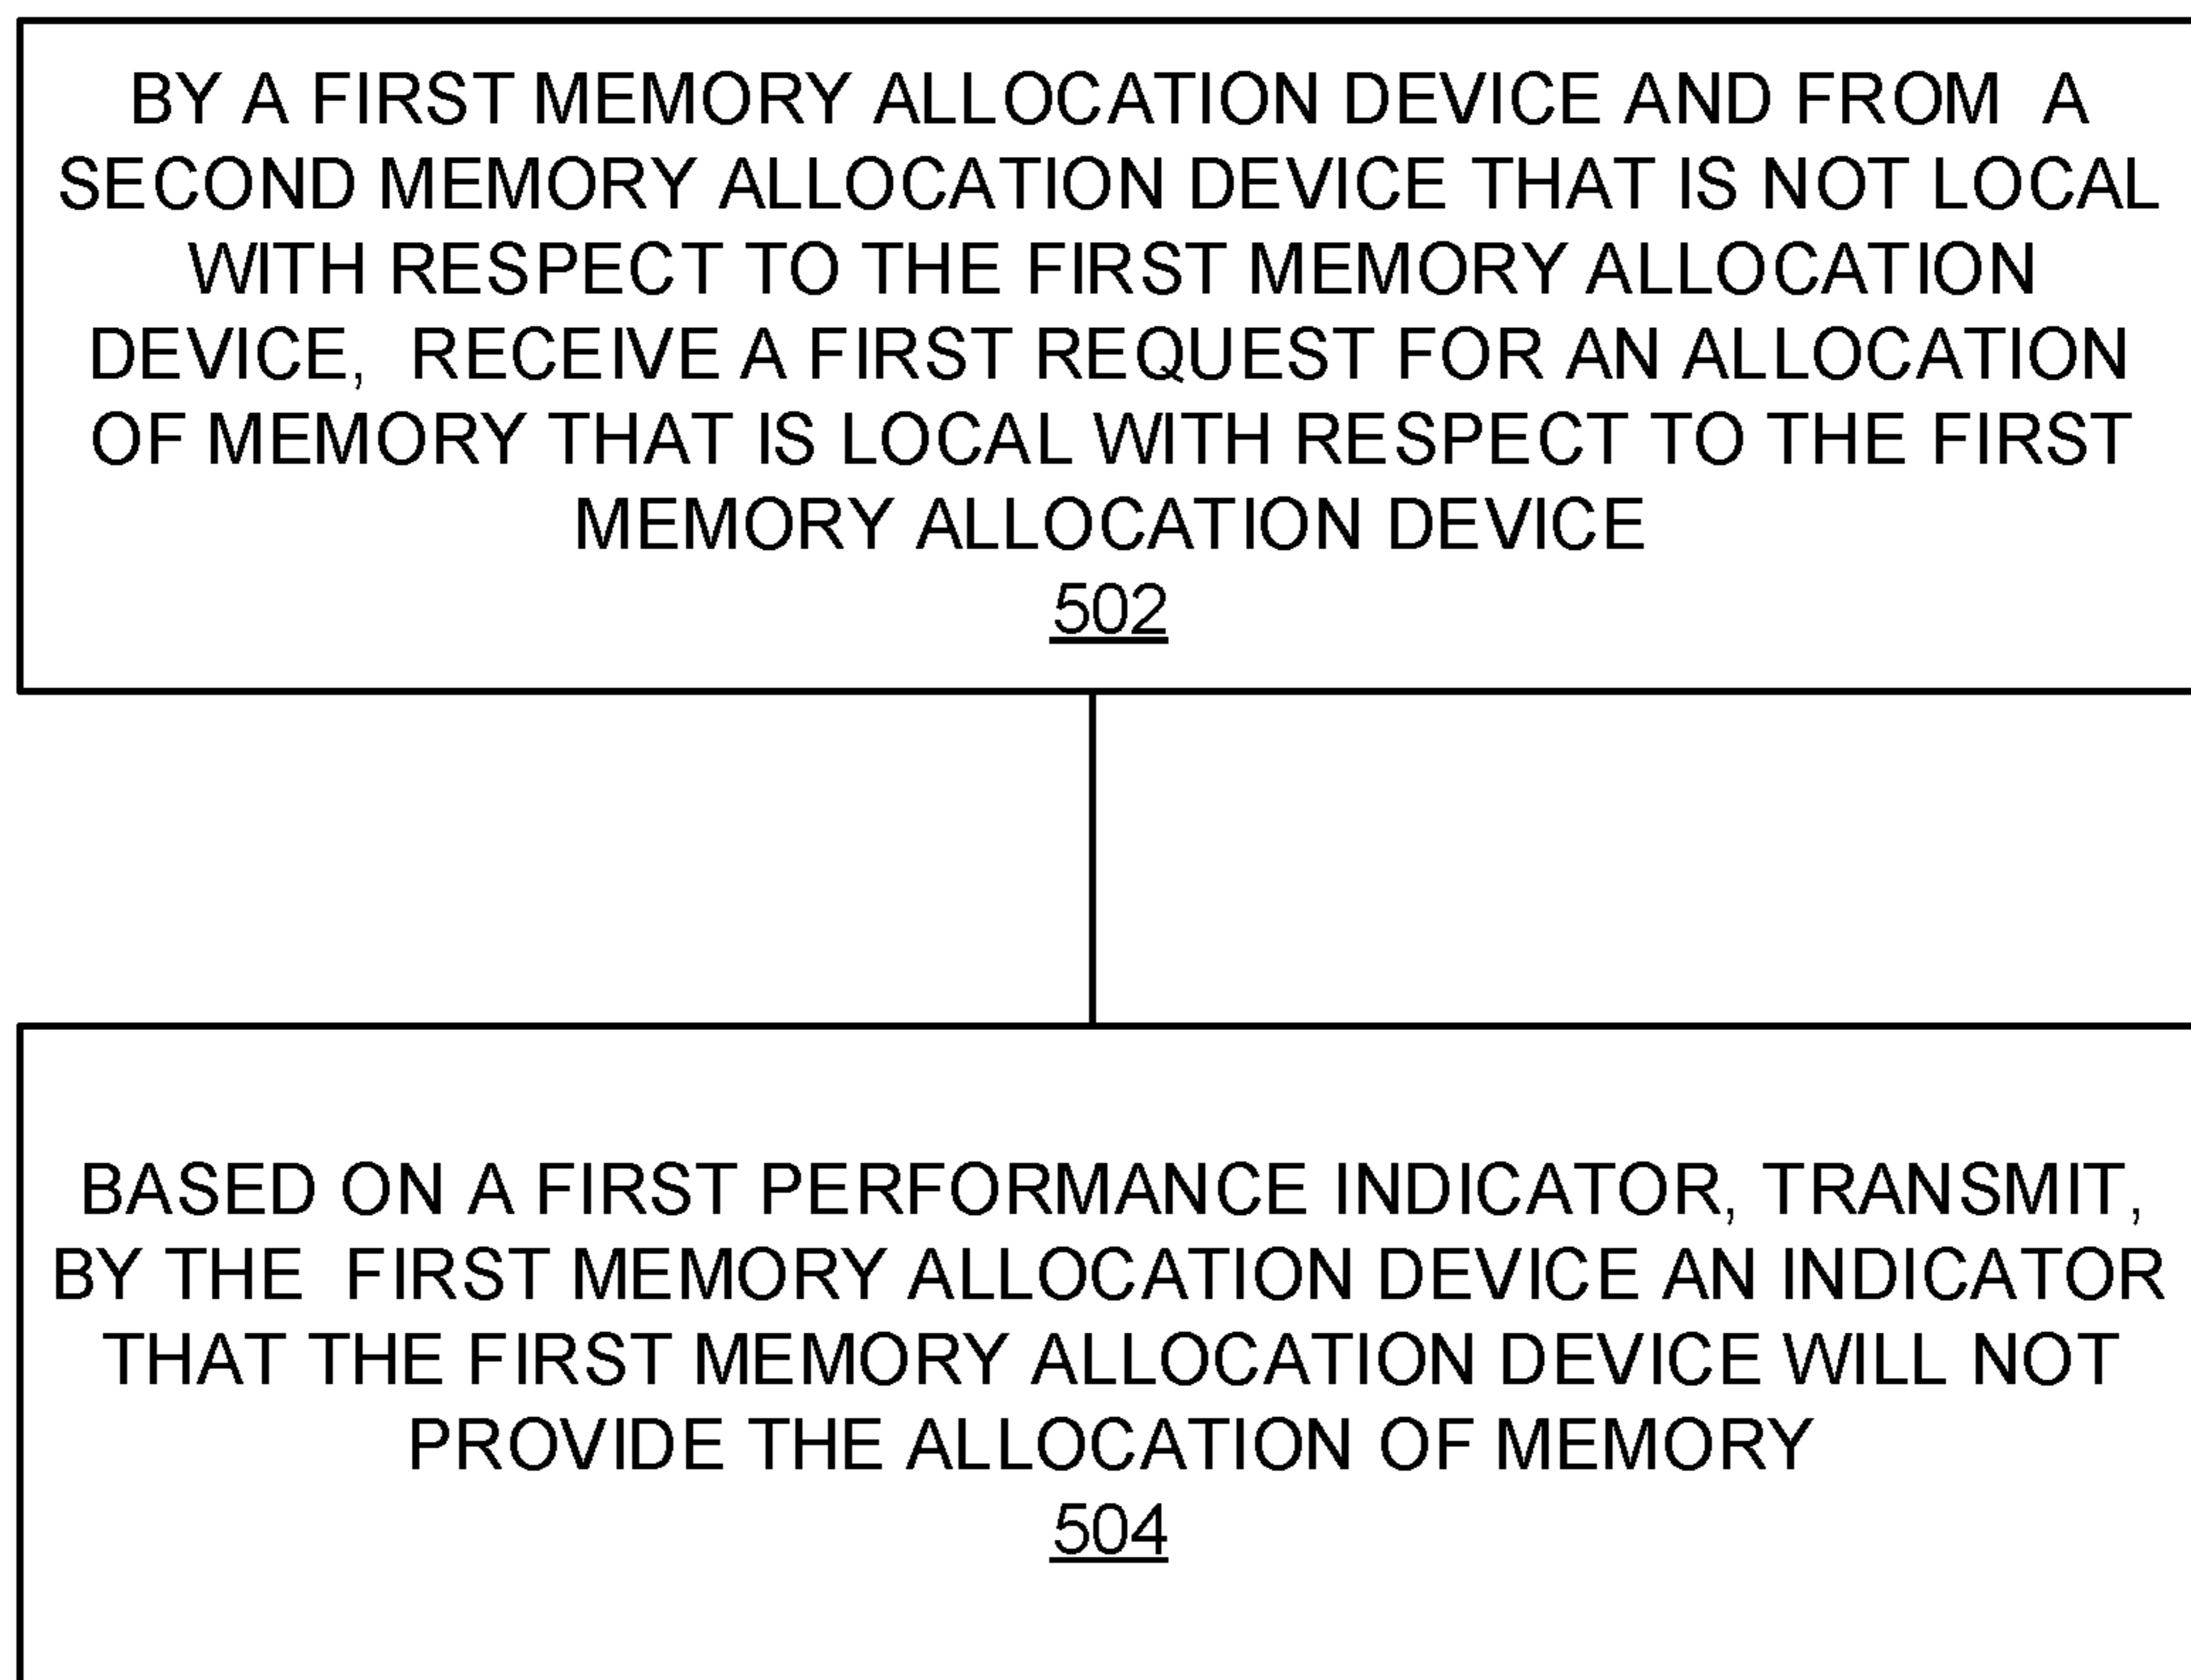 BY A FIRST MEMORY ALLOCATION DEVICE AND FROM A
SECOND MEMORY ALLOCATION DEVICE THAT IS NOT LOCAL
WITH RESPECT TO THE FIRST MEMORY ALLOCATION
DEVICE, RECEIVE A FIRST REQUEST FOR AN ALLOCATION
OF MEMORY THAT IS LOCAL WITH RESPECT TO THE FIRST
MEMORY ALLOCATION DEVICE
502
BASED ON A FIRST PERFORMANCE INDICATOR, TRANSMIT,
BY THE FIRST MEMORY ALLOCATION DEVICE AN INDICATOR
THAT THE FIRST MEMORY ALLOCATION DEVICE WILL NOT
PROVIDE THE ALLOCATION OF MEMORY
504